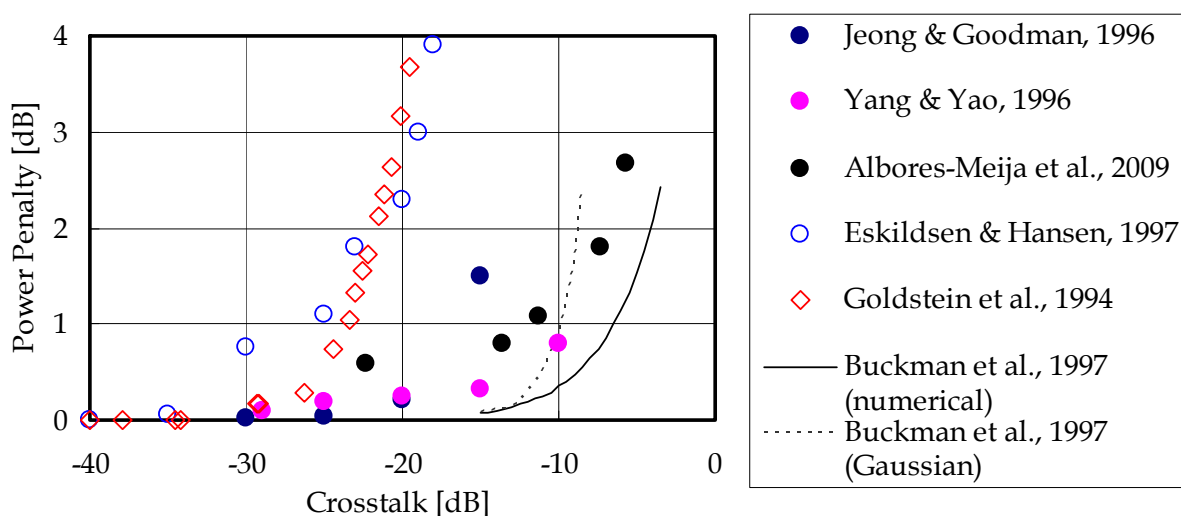 4
3
2
1
0
Power Penalty [dB]
-40
-30
-20
-10
0
Crosstalk [dB]
Jeong & Goodman, 1996
Yang & Yao, 1996
Albores-Meija et al., 2009
Eskildsen & Hansen, 1997
Goldstein et al., 1994
Buckman et al., 1997
(numerical)
Buckman et al., 1997
(Gaussian)